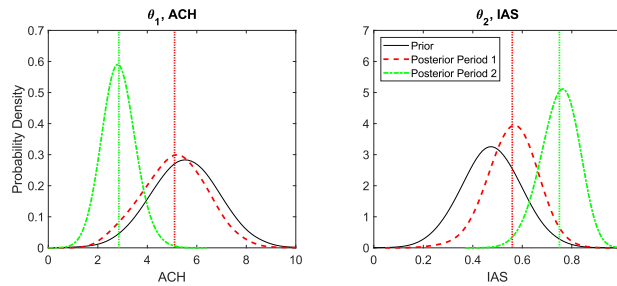 θ1, ACH
0.7
0.6
0.5
0.4
0.3
0.2
0.1
0
Probability Density
0 2 4 6 8 10
ACH
θ2, IAS
7
6
5
4
3
2
1
0
Prior
Posterior Period 1
Posterior Period 2
0 0.2 0.4 0.6 0.8
IAS